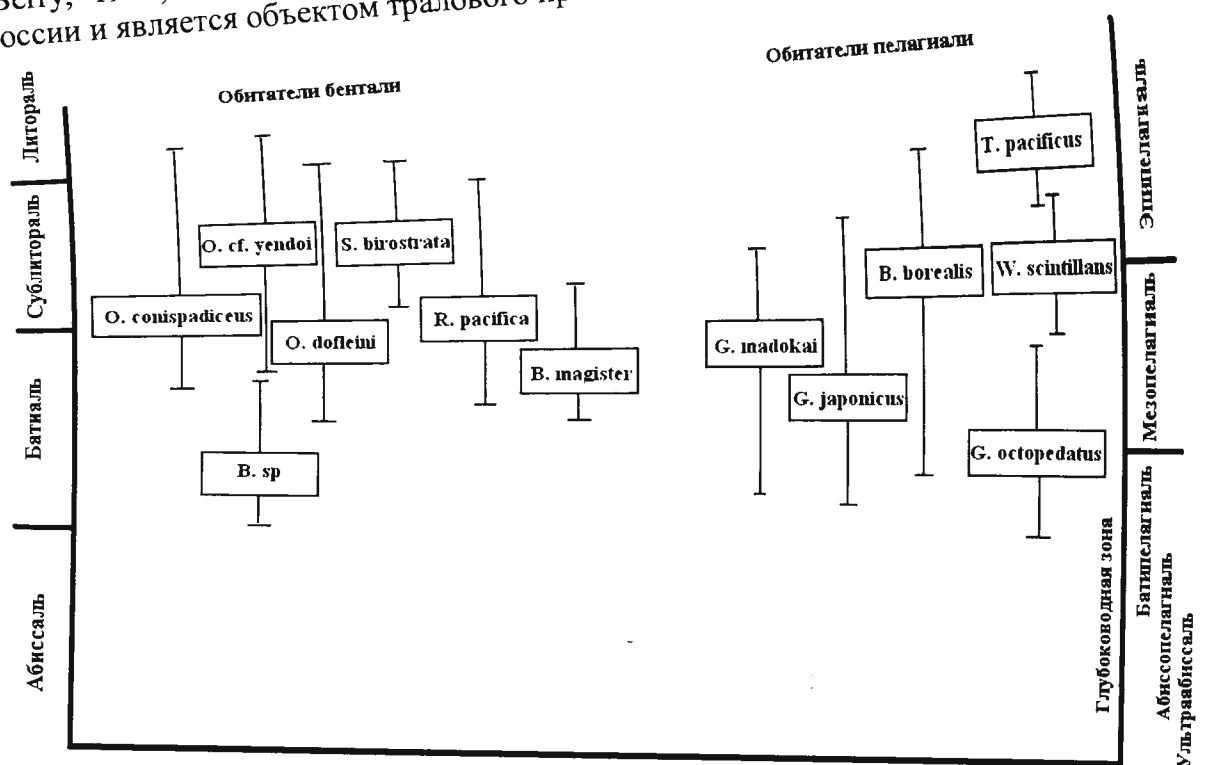 оссии и является объектом тралового
Обитатели бентали
Обитатели пелагиали
Литораль
Сублитораль
Батиаль
Абиссаль
O. conispadiceus
O. cf. yendoi
O. dofleini
S. birostrata
R. pacifica
B. magister
B. sp
G. madokai
G. japonicus
B. borealis
T. pacificus
W. scintillans
G. octopedatus
Эпипелагиаль
Мезопелагиаль
Глубоководная зона
Батипелагиаль
Абиссопелагиаль
Ультраабиссаль